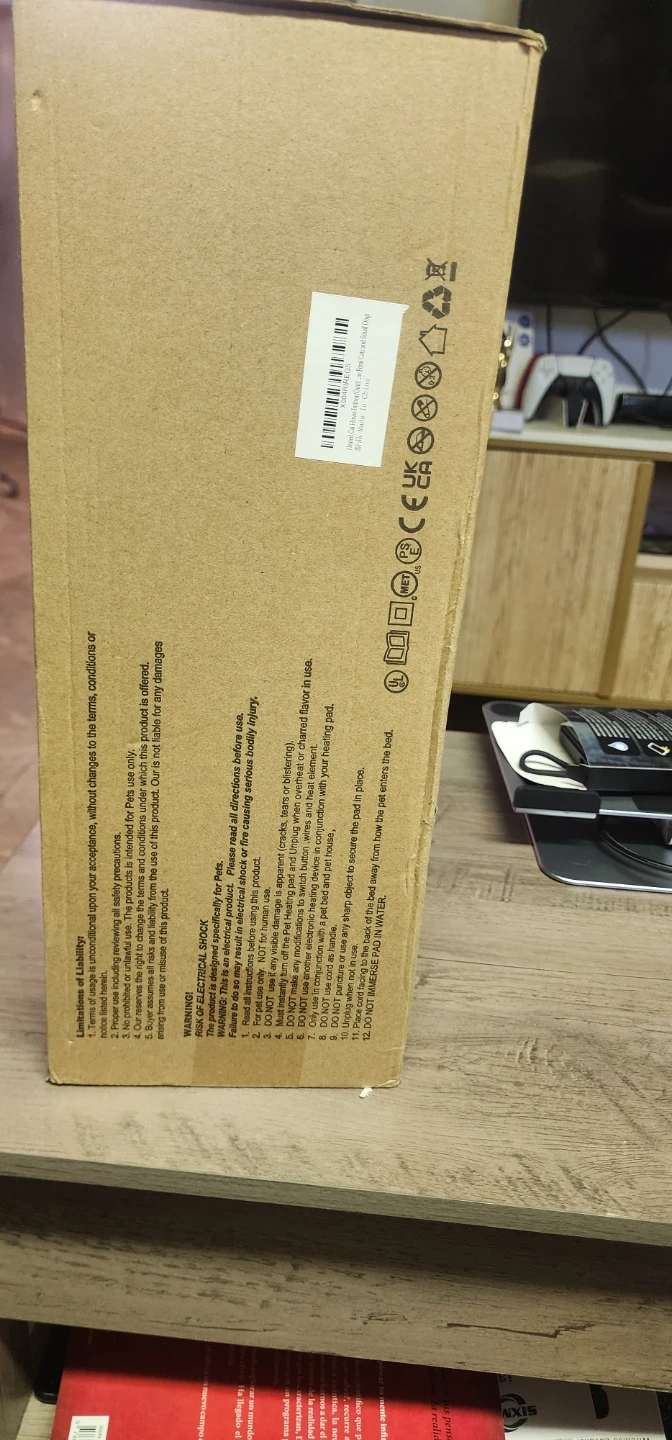 Limitations of Liability:
1. Terms of usage is unconditional upon your acceptance, without changes to the terms, conditions or
notice listed herein.
2. Proper use including reviewing all safety precautions.
3. No prohibited or unlawful use. The products is intended for Pets use only.
4. Our reserves the right to change the terms and conditions under which this product is offered.
5. Buyer assumes all risks and liability from the use of this product. Our is not liable for any damages
arising from use or misuse of this product.
WARNING!
RISK OF ELECTRICAL SHOCK
The product is designed specifically for Pets.
WARNING: This is an electrical product. Please read all directions before use.
Failure to do so may result in electrical shock or fire causing serious bodily injury.
1. Read all instructions before using this product.
2. For pet use only. NOT for human use.
3. DO NOT use if any visible damage is apparent (cracks, tears or blistering).
4. Must instantly turn off the Pet Heating pad and Unplug when overheat or charred flavor in use.
5. DO NOT make any modifications to switch button, wires and heat element.
6. DO NOT use another electronic heating device in conjunction with your heating pad.
7. Only use in conjunction with a pet bed and pet house.
8. DO NOT use cord as handle.
9. DO NOT puncture or use any sharp object to secure the pad in place.
10. Unplug when not in use.
11. Place cord facing to the back of the bed away from how the pet enters the bed.
12. DO NOT IMMERSE PAD IN WATER.
UL
c MET US
PS E
CE
UK CA
0-3
Made In China
SIXM